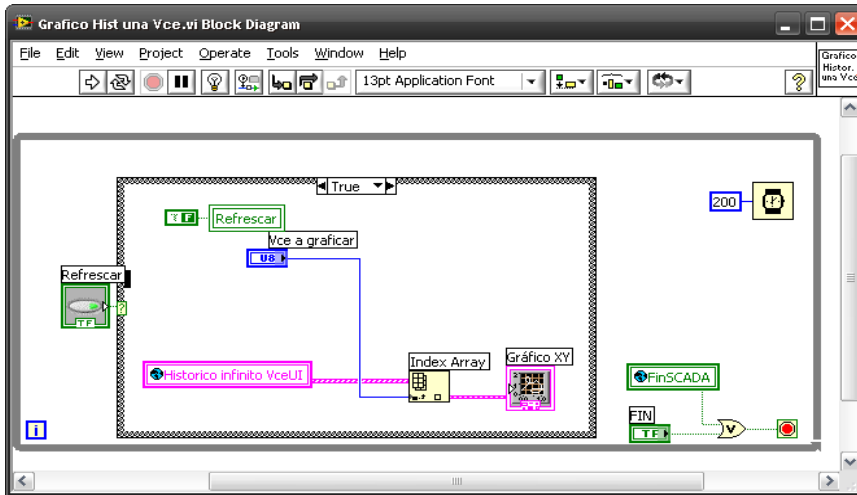 Grafico Hist una Vce.vi Block Diagram
File Edit View Project Operate Tools Window Help
Grafico
Histor.
una Vce
13pt Application Font
True
200
Refrescar
Vce a graficar
U8
Refrescar
TF
Index Array
Gráfico XY
Historico infinito VceUI
FinSCADA
FIN
TF
V
i